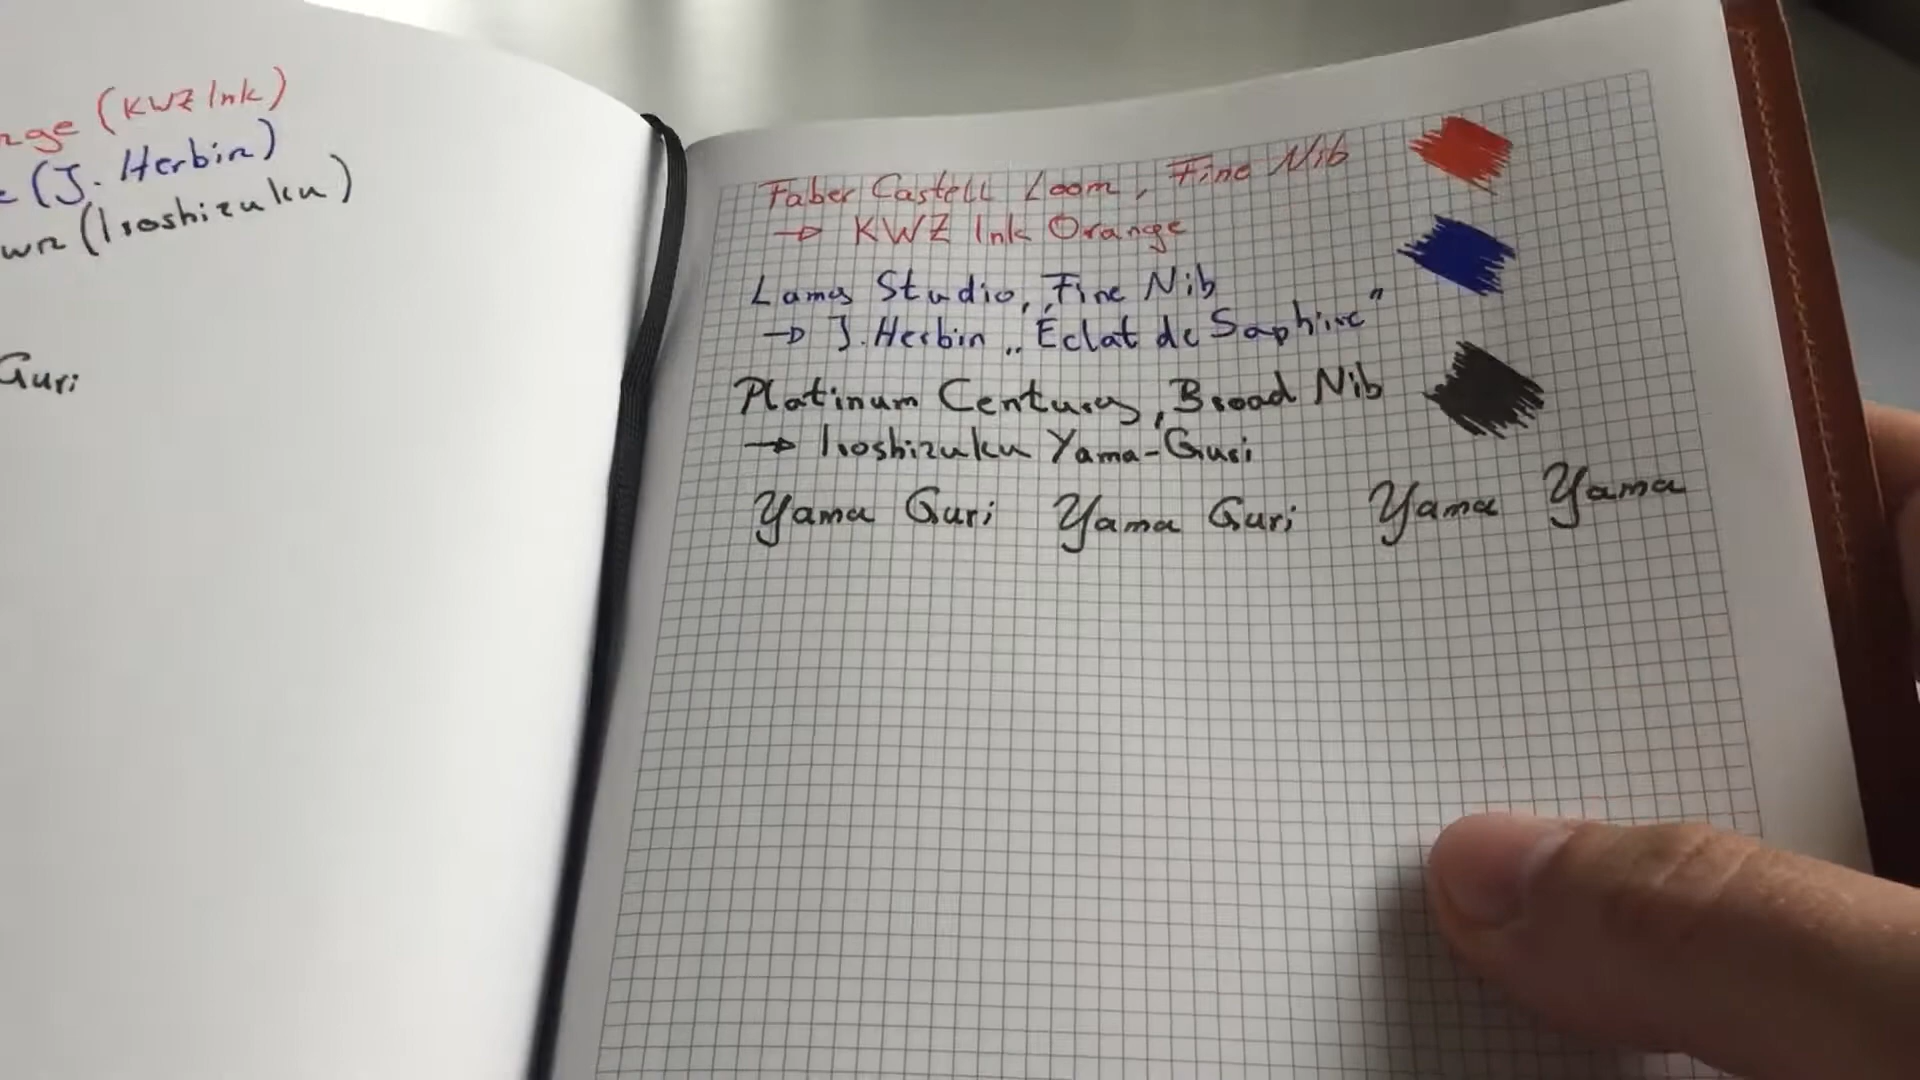 nge (KWZ Ink)
(J. Herbin)
wn (Iroshizuku)
Guri
Faber Castell Loom, Fine Nib
→ KWZ Ink Orange
Lamy Studio, Fine Nib
→ J. Herbin „Éclat de Saphire"
Platinum Century, Broad Nib
→ Iroshizuku Yama-Guri
Yama Guri Yama Guri Yama Yama